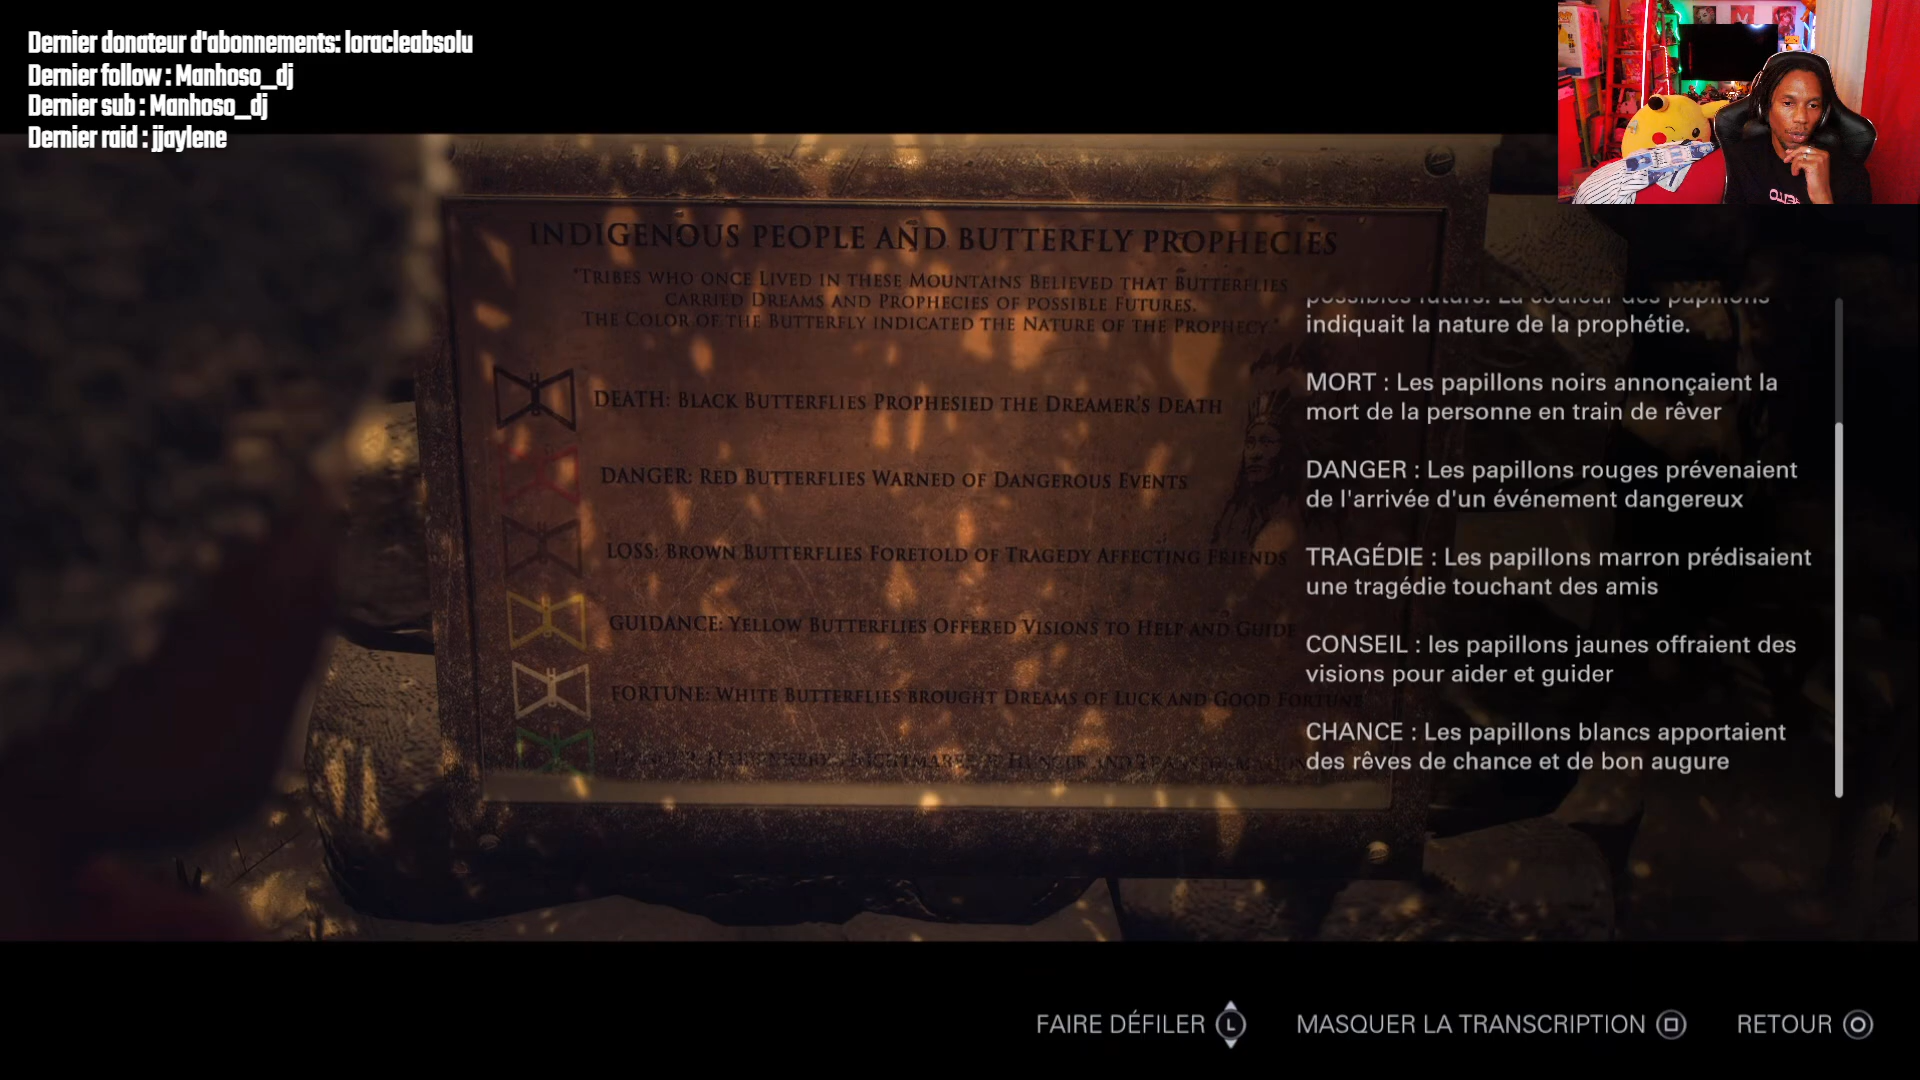 Dernier donateur d'abonnements: loracleabsolu
Dernier follow : Manhoso_dj
Dernier sub : Manhoso_dj
Dernier raid : jjaylene
INDIGENOUS PEOPLE AND BUTTERFLY PROPHECIES
"TRIBES WHO ONCE LIVED IN THESE MOUNTAINS BELIEVED THAT BUTTERFLIES
CARRIED DREAMS AND PROPHECIES OF POSSIBLE FUTURES.
THE COLOR OF THE BUTTERFLY INDICATED THE NATURE OF THE PROPHECY."
DEATH: BLACK BUTTERFLIES PROPHESIED THE DREAMER'S DEATH
DANGER: RED BUTTERFLIES WARNED OF DANGEROUS EVENTS
LOSS: BROWN BUTTERFLIES FORETOLD OF TRAGEDY AFFECTING FRIENDS
GUIDANCE: YELLOW BUTTERFLIES OFFERED VISIONS TO HELP AND GUIDE
FORTUNE: WHITE BUTTERFLIES BROUGHT DREAMS OF LUCK AND GOOD FORTUNE
possibles futurs. La couleur des papillons
indiquait la nature de la prophétie.
MORT : Les papillons noirs annonçaient la
mort de la personne en train de rêver
DANGER : Les papillons rouges prévenaient
de l'arrivée d'un événement dangereux
TRAGÉDIE : Les papillons marron prédisaient
une tragédie touchant des amis
CONSEIL : les papillons jaunes offraient des
visions pour aider et guider
CHANCE : Les papillons blancs apportaient
des rêves de chance et de bon augure
FAIRE DÉFILER L
MASQUER LA TRANSCRIPTION
RETOUR